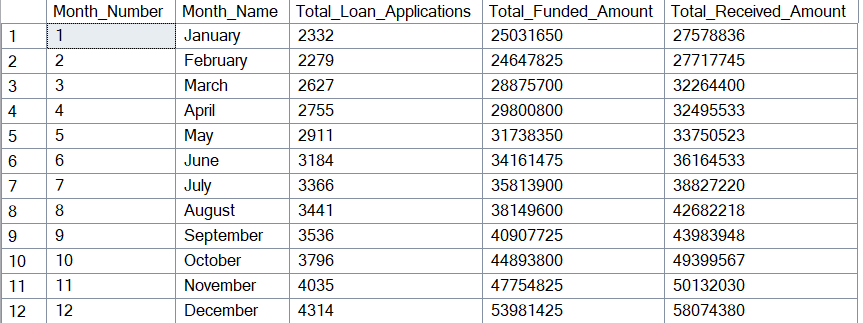 Month_Number Month_Name Total_Loan_Applications Total_Funded_Amount Total_Received_Amount
1 1 January 2332 25031650 27578836
2 2 February 2279 24647825 27717745
3 3 March 2627 28875700 32264400
4 4 April 2755 29800800 32495533
5 5 May 2911 31738350 33750523
6 6 June 3184 34161475 36164533
7 7 July 3366 35813900 38827220
8 8 August 3441 38149600 42682218
9 9 September 3536 40907725 43983948
10 10 October 3796 44893800 49399567
11 11 November 4035 47754825 50132030
12 12 December 4314 53981425 58074380